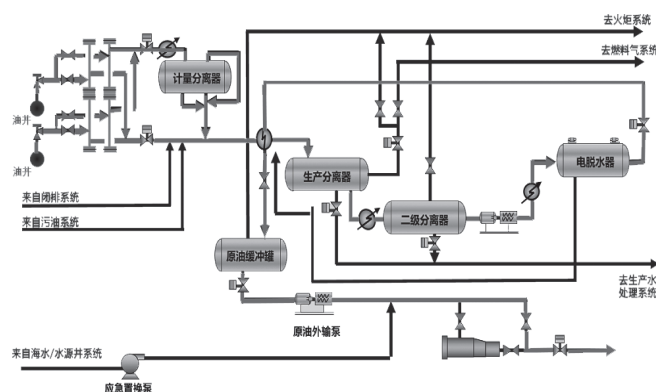 去火炬系统
去燃料气系统
计量分离器
油井
油井
生产分离器
电脱水器
来自闭排系统
来自污油系统
二级分离器
原油缓冲罐
去生产水
处理系统
原油外输泵
来自海水/水源井系统
应急置换泵